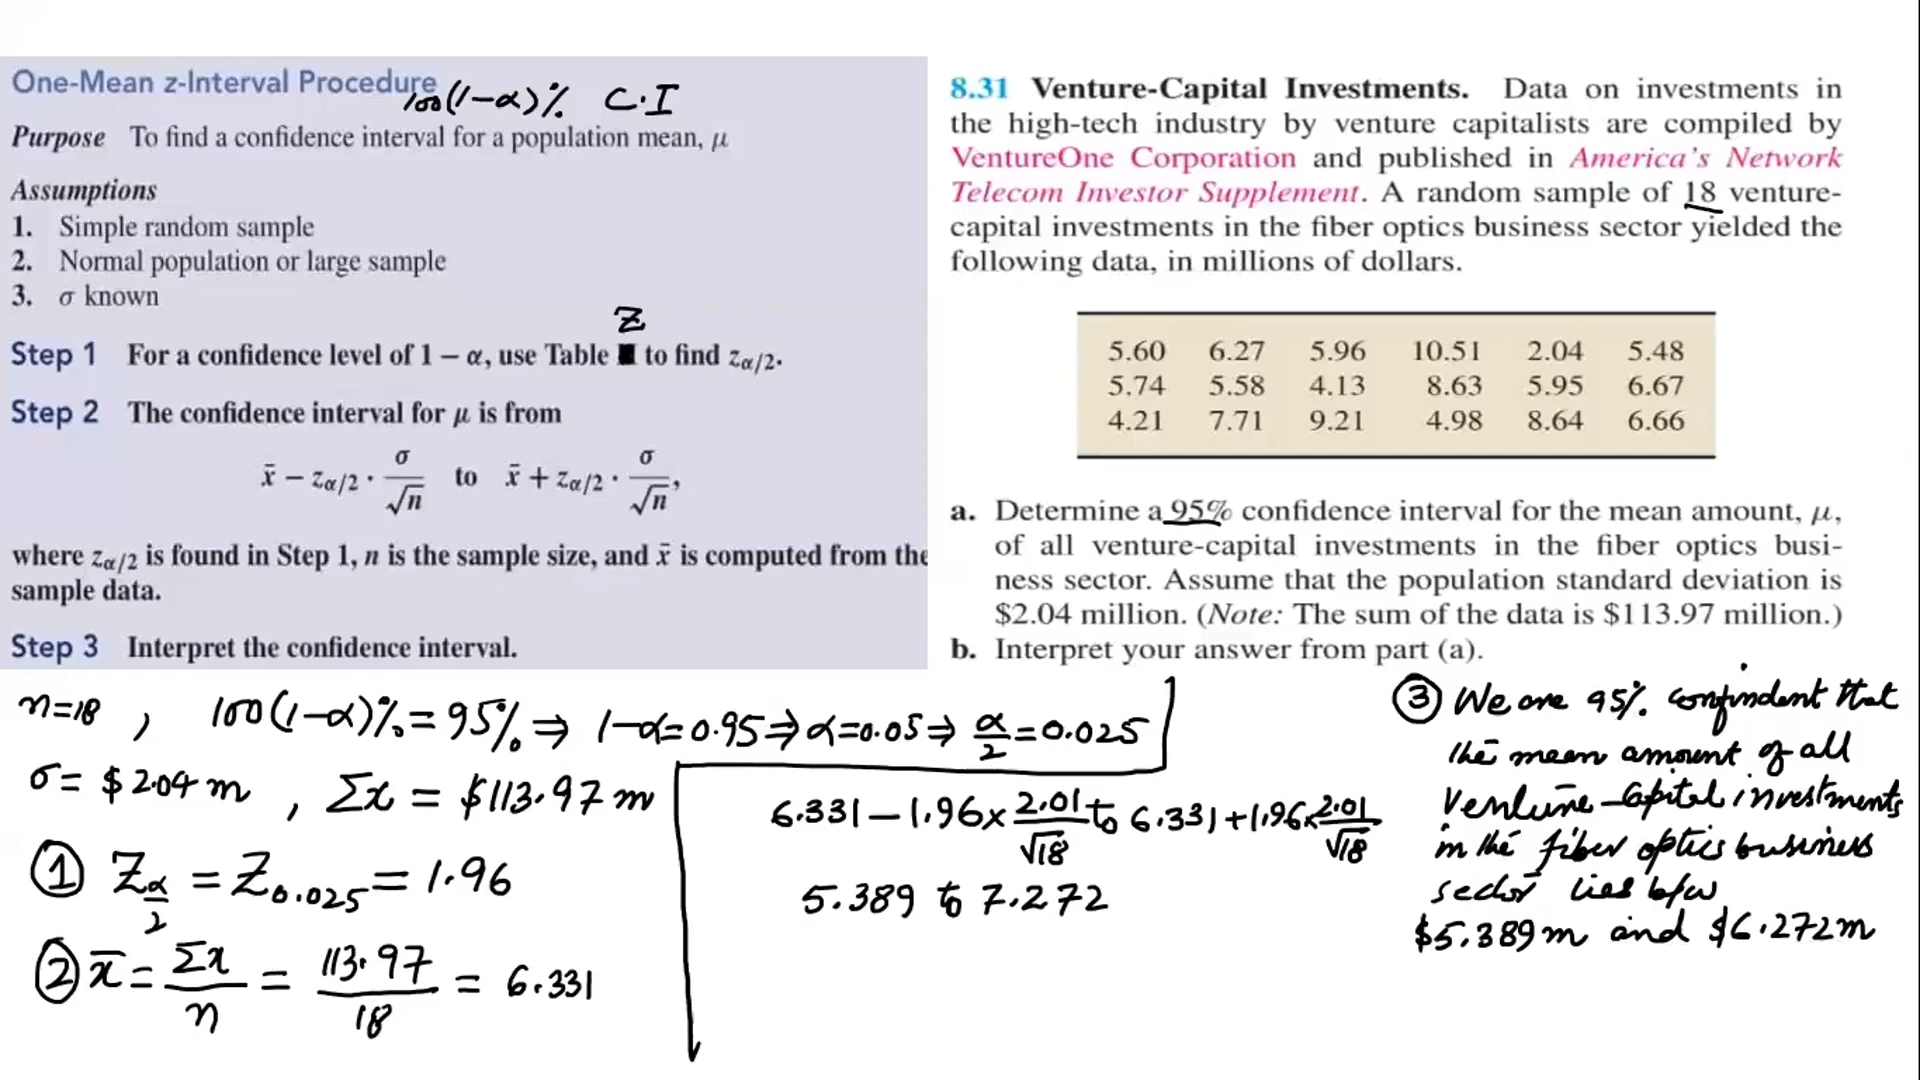 One-Mean z-Interval Procedure
100(1-α)% C.I
Purpose To find a confidence interval for a population mean, μ
Assumptions
1. Simple random sample
2. Normal population or large sample
3. σ known
Z
Step 1 For a confidence level of 1 – α, use Table to find zα/2.
Step 2 The confidence interval for μ is from
x̄ – zα/2 · σ/√n to x̄ + zα/2 · σ/√n,
where zα/2 is found in Step 1, n is the sample size, and x̄ is computed from the
sample data.
Step 3 Interpret the confidence interval.
8.31 Venture-Capital Investments. Data on investments in
the high-tech industry by venture capitalists are compiled by
VentureOne Corporation and published in America's Network
Telecom Investor Supplement. A random sample of 18 venture-
capital investments in the fiber optics business sector yielded the
following data, in millions of dollars.
5.60 6.27 5.96 10.51 2.04 5.48
5.74 5.58 4.13 8.63 5.95 6.67
4.21 7.71 9.21 4.98 8.64 6.66
a. Determine a 95% confidence interval for the mean amount, μ,
of all venture-capital investments in the fiber optics busi-
ness sector. Assume that the population standard deviation is
$2.04 million. (Note: The sum of the data is $113.97 million.)
b. Interpret your answer from part (a).
n=18 , 100(1-α)% = 95% ⇒ 1-α=0.95 ⇒ α=0.05 ⇒ α/2 = 0.025
σ = $2.04 m , Σx = $113.97 m
① Zα/2 = Z0.025 = 1.96
② x̄ = Σx/n = 113.97/18 = 6.331
6.331 – 1.96 × 2.01/√18 to 6.331 + 1.96 × 2.01/√18
5.389 to 7.272
③ We are 95% confindent that
the mean amount of all
Venture-Capital investments
in the fiber optics business
sector lies b/w
$5.389m and $6.272m